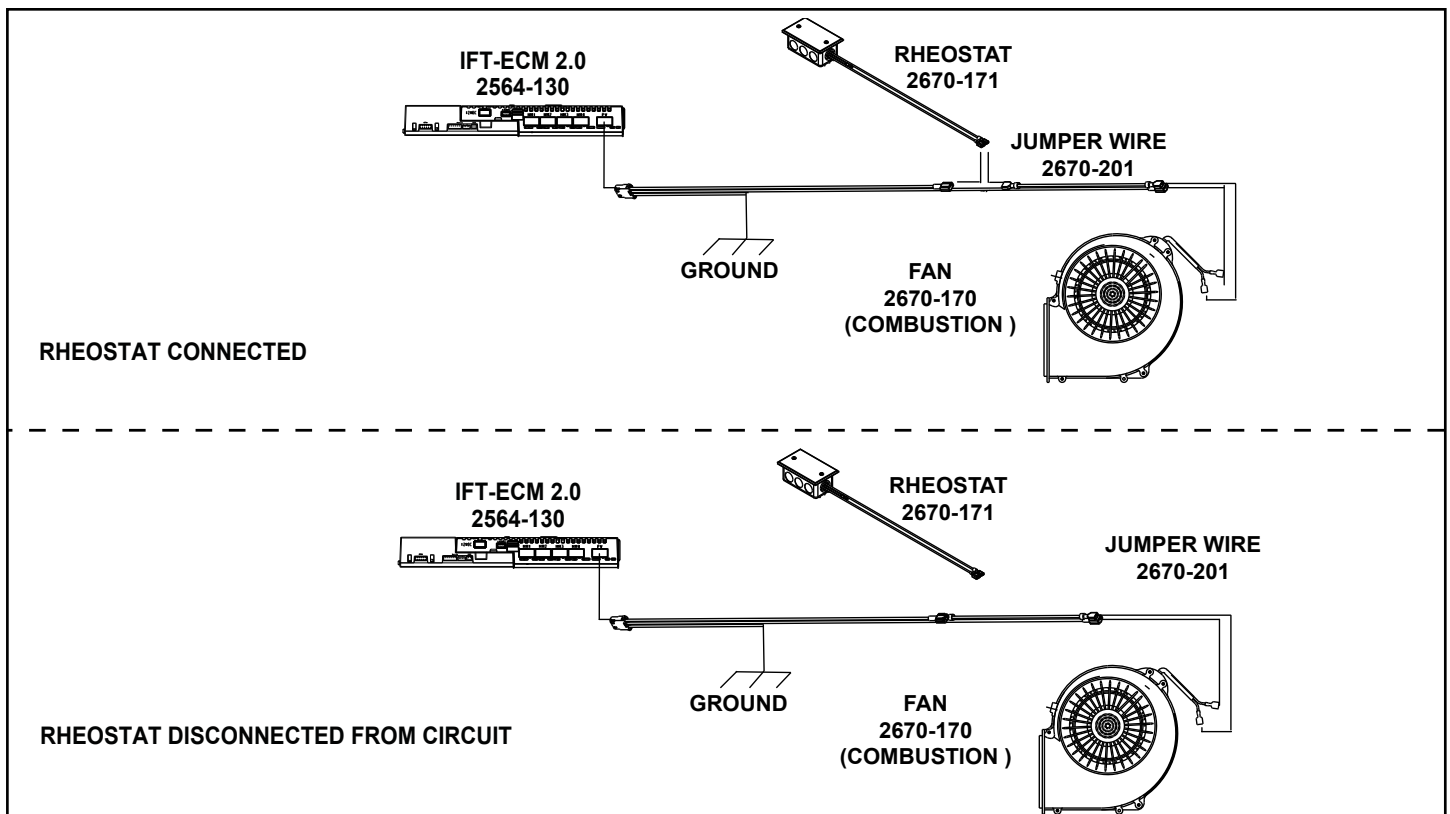 IFT-ECM 2.0
2564-130
RHEOSTAT
2670-171
JUMPER WIRE
2670-201
GROUND
FAN
2670-170
(COMBUSTION )
RHEOSTAT CONNECTED
IFT-ECM 2.0
2564-130
RHEOSTAT
2670-171
JUMPER WIRE
2670-201
GROUND
FAN
2670-170
(COMBUSTION )
RHEOSTAT DISCONNECTED FROM CIRCUIT